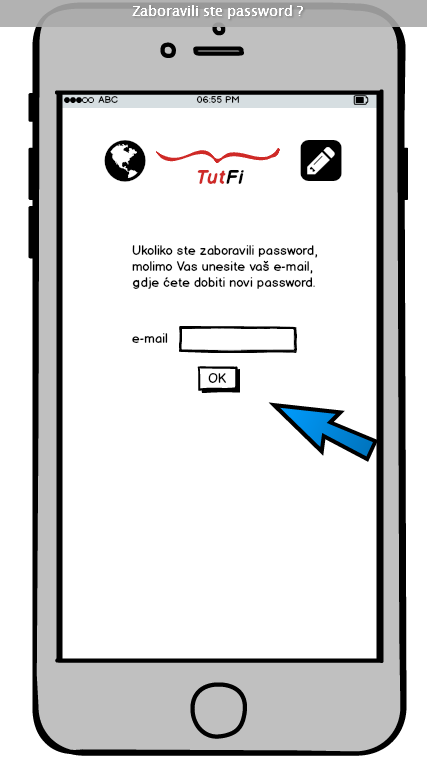 Zaboravili ste password ?
ABC 06:55 PM
TutFi
Ukoliko ste zaboravili password,
molimo Vas unesite vaš e-mail,
gdje ćete dobiti novi password.
e-mail
OK